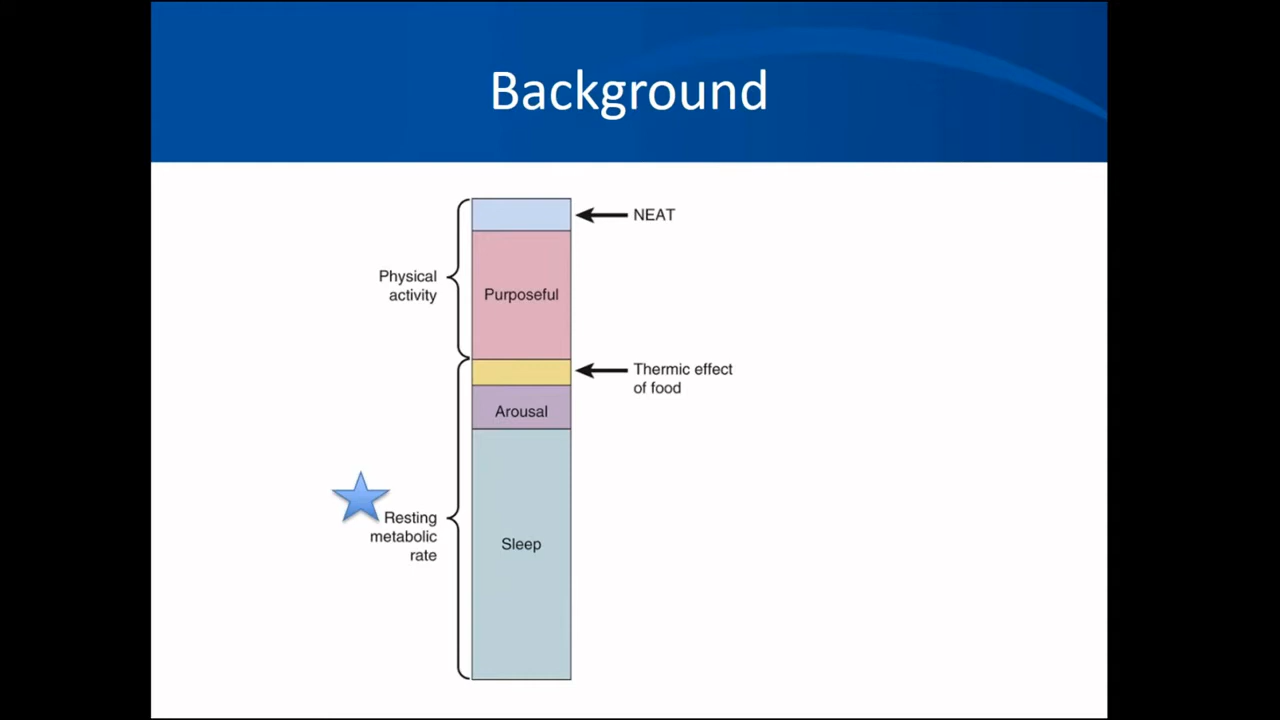 Background
NEAT
Physical
activity
Purposeful
Thermic effect
of food
Arousal
Resting
metabolic
rate
Sleep